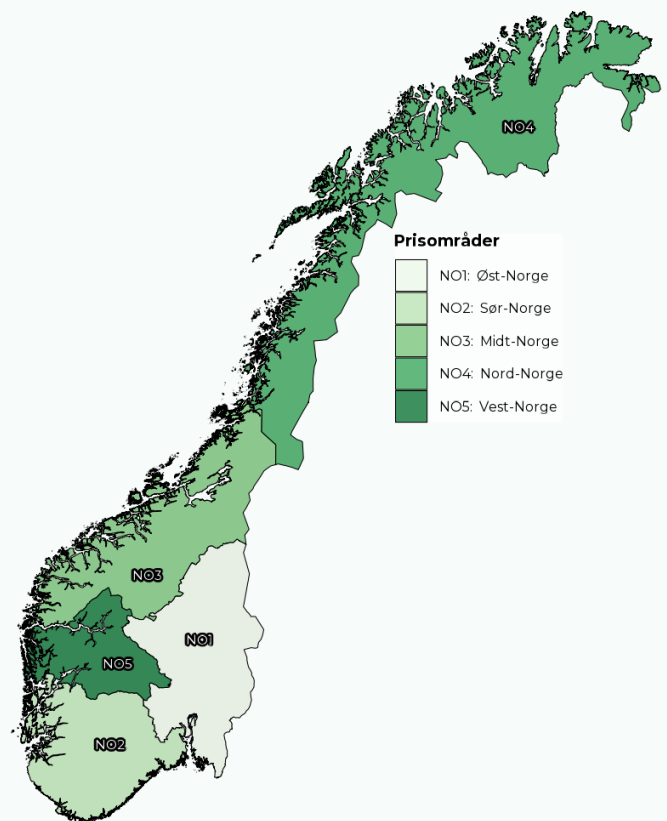 NO4
Prisområder
NO1: Øst-Norge
NO2: Sør-Norge
NO3: Midt-Norge
NO4: Nord-Norge
NO5: Vest-Norge
NO3
NO1
NO5
NO2